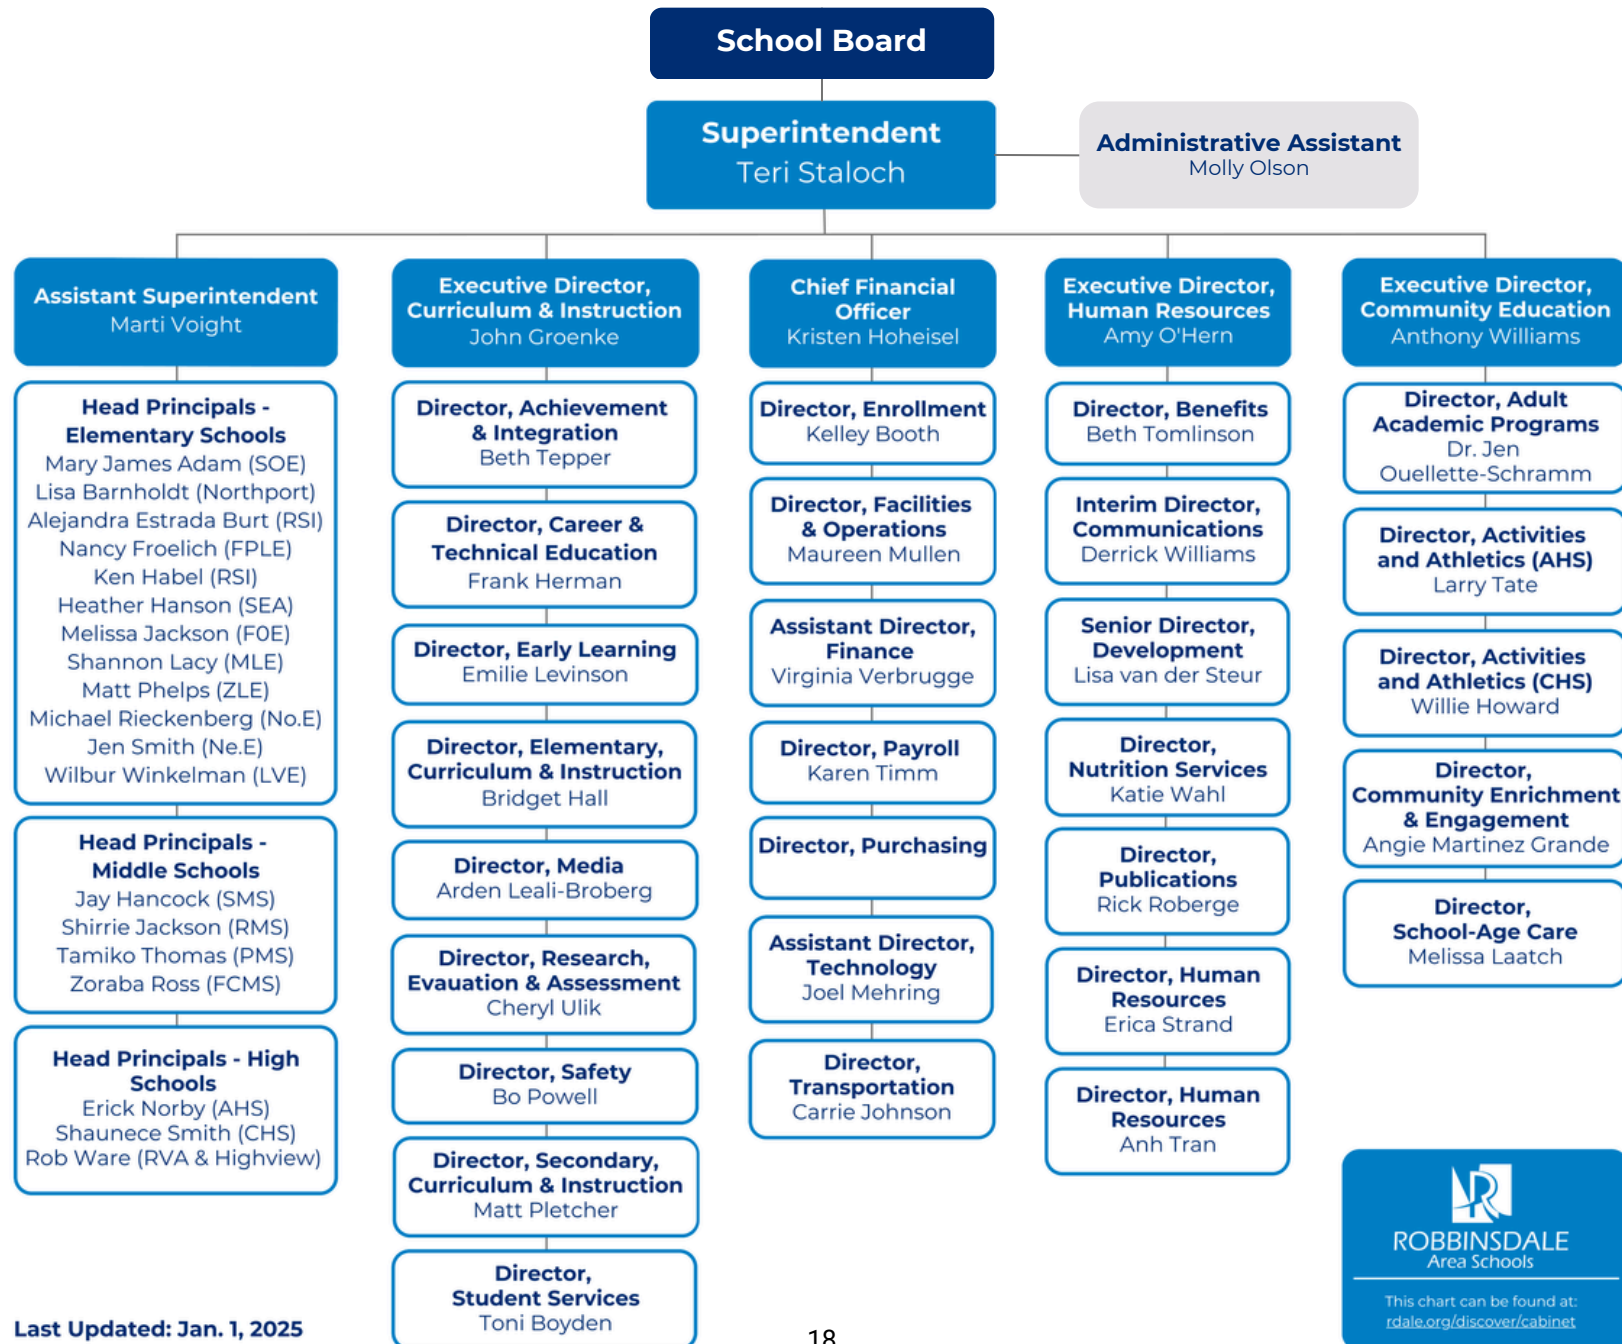 School Board
Superintendent
Teri Staloch
Administrative Assistant
Molly Olson
Assistant Superintendent
Marti Voight
Head Principals -
Elementary Schools
Mary James Adam (SOE)
Lisa Barnholdt (Northport)
Alejandra Estrada Burt (RSI)
Nancy Froelich (FPLE)
Ken Habel (RSI)
Heather Hanson (SEA)
Melissa Jackson (F0E)
Shannon Lacy (MLE)
Matt Phelps (ZLE)
Michael Rieckenberg (No.E)
Jen Smith (Ne.E)
Wilbur Winkelman (LVE)
Head Principals -
Middle Schools
Jay Hancock (SMS)
Shirrie Jackson (RMS)
Tamiko Thomas (PMS)
Zoraba Ross (FCMS)
Head Principals - High
Schools
Erick Norby (AHS)
Shaunece Smith (CHS)
Rob Ware (RVA & Highview)
Executive Director,
Curriculum & Instruction
John Groenke
Director, Achievement
& Integration
Beth Tepper
Director, Career &
Technical Education
Frank Herman
Director, Early Learning
Emilie Levinson
Director, Elementary,
Curriculum & Instruction
Bridget Hall
Director, Media
Arden Leali-Broberg
Director, Research,
Evauation & Assessment
Cheryl Ulik
Director, Safety
Bo Powell
Director, Secondary,
Curriculum & Instruction
Matt Pletcher
Director,
Student Services
Toni Boyden
Chief Financial
Officer
Kristen Hoheisel
Director, Enrollment
Kelley Booth
Director, Facilities
& Operations
Maureen Mullen
Assistant Director,
Finance
Virginia Verbrugge
Director, Payroll
Karen Timm
Director, Purchasing
Assistant Director,
Technology
Joel Mehring
Director,
Transportation
Carrie Johnson
Executive Director,
Human Resources
Amy O'Hern
Director, Benefits
Beth Tomlinson
Interim Director,
Communications
Derrick Williams
Senior Director,
Development
Lisa van der Steur
Director,
Nutrition Services
Katie Wahl
Director,
Publications
Rick Roberge
Director, Human
Resources
Erica Strand
Director, Human
Resources
Anh Tran
Executive Director,
Community Education
Anthony Williams
Director, Adult
Academic Programs
Dr. Jen
Ouellette-Schramm
Director, Activities
and Athletics (AHS)
Larry Tate
Director, Activities
and Athletics (CHS)
Willie Howard
Director,
Community Enrichment
& Engagement
Angie Martinez Grande
Director,
School-Age Care
Melissa Laatch
ROBBINSDALE
Area Schools
This chart can be found at:
rdale.org/discover/cabinet
Last Updated: Jan. 1, 2025
18